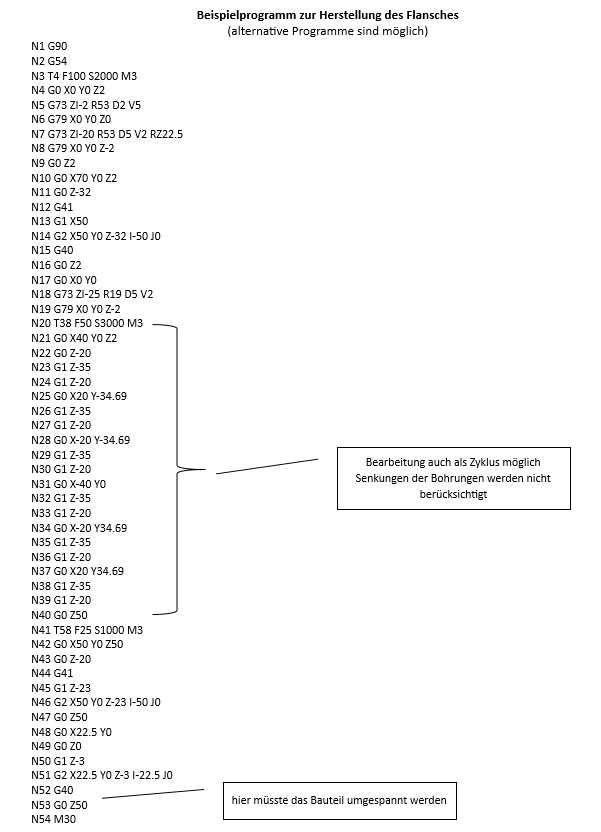 Beispielprogramm zur Herstellung des Flansches
(alternative Programme sind möglich)
N1 G90
N2 G54
N3 T4 F100 S2000 M3
N4 G0 X0 Y0 Z2
N5 G73 ZI-2 R53 D2 V5
N6 G79 X0 Y0 Z0
N7 G73 ZI-20 R53 D5 V2 RZ22.5
N8 G79 X0 Y0 Z-2
N9 G0 Z2
N10 G0 X70 Y0 Z2
N11 G0 Z-32
N12 G41
N13 G1 X50
N14 G2 X50 Y0 Z-32 I-50 J0
N15 G40
N16 G0 Z2
N17 G0 X0 Y0
N18 G73 ZI-25 R19 D5 V2
N19 G79 X0 Y0 Z-2
N20 T38 F50 S3000 M3
N21 G0 X40 Y0 Z2
N22 G0 Z-20
N23 G1 Z-35
N24 G1 Z-20
N25 G0 X20 Y-34.69
N26 G1 Z-35
N27 G1 Z-20
N28 G0 X-20 Y-34.69
N29 G1 Z-35
N30 G1 Z-20
N31 G0 X-40 Y0
N32 G1 Z-35
N33 G1 Z-20
N34 G0 X-20 Y34.69
N35 G1 Z-35
N36 G1 Z-20
N37 G0 X20 Y34.69
N38 G1 Z-35
N39 G1 Z-20
N40 G0 Z50
Bearbeitung auch als Zyklus möglich
Senkungen der Bohrungen werden nicht
berücksichtigt
N41 T58 F25 S1000 M3
N42 G0 X50 Y0 Z50
N43 G0 Z-20
N44 G41
N45 G1 Z-23
N46 G2 X50 Y0 Z-23 I-50 J0
N47 G0 Z50
N48 G0 X22.5 Y0
N49 G0 Z0
N50 G1 Z-3
N51 G2 X22.5 Y0 Z-3 I-22.5 J0
N52 G40
N53 G0 Z50
N54 M30
hier müsste das Bauteil umgespannt werden